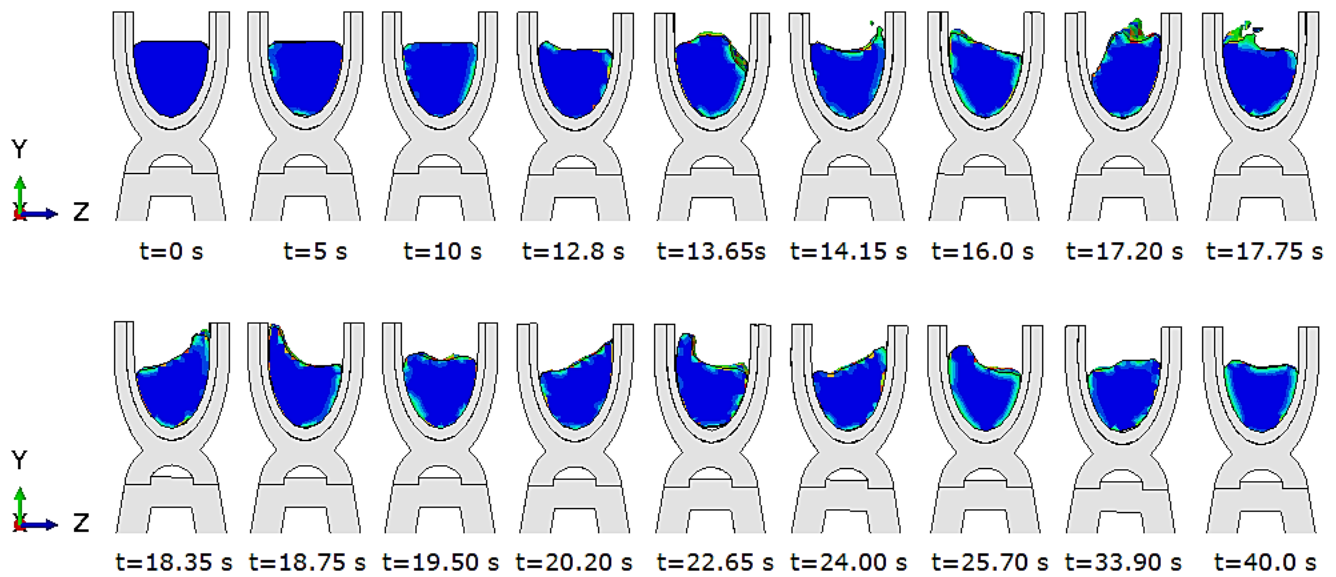 Y
X Z
t=0 s t=5 s t=10 s t=12.8 s t=13.65s t=14.15 s t=16.0 s t=17.20 s t=17.75 s
Y
X Z
t=18.35 s t=18.75 s t=19.50 s t=20.20 s t=22.65 s t=24.00 s t=25.70 s t=33.90 s t=40.0 s